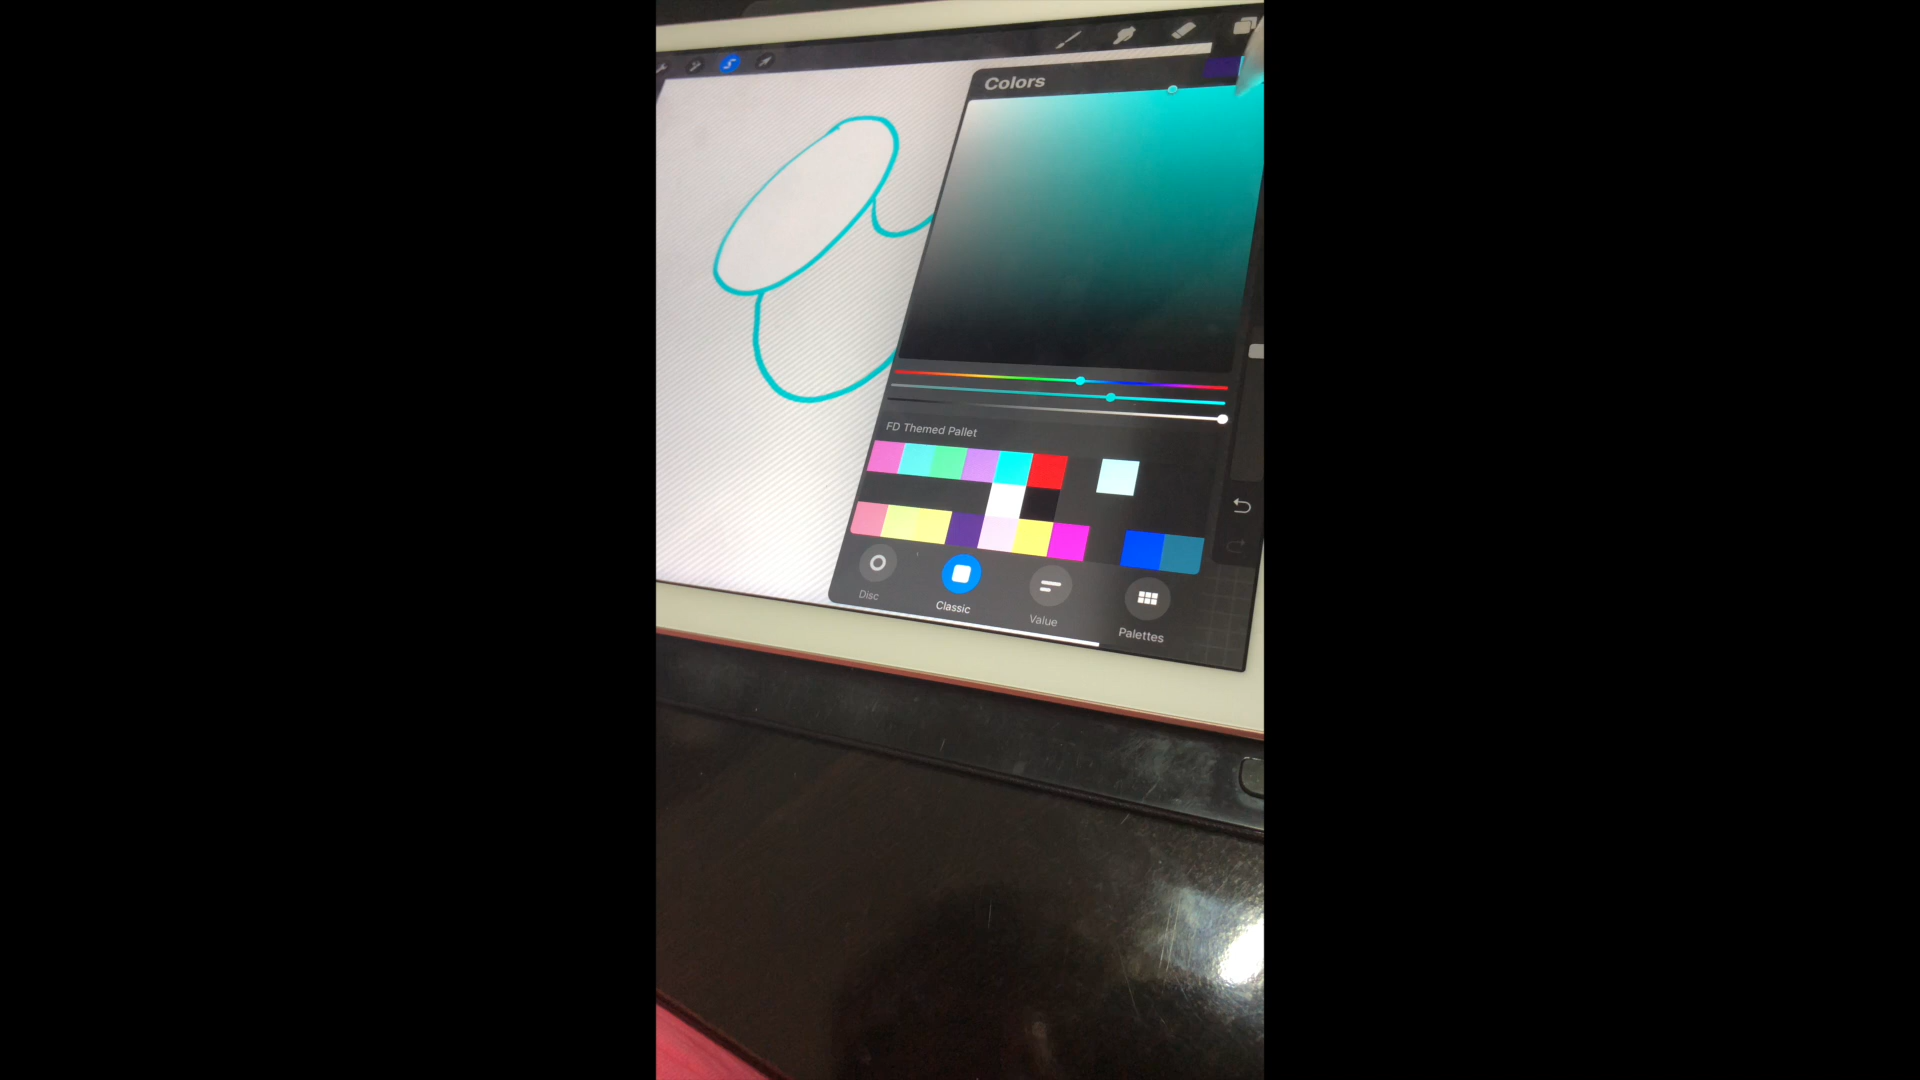 Colors
FD Themed Pallet
Disc
Classic
Value
Palettes